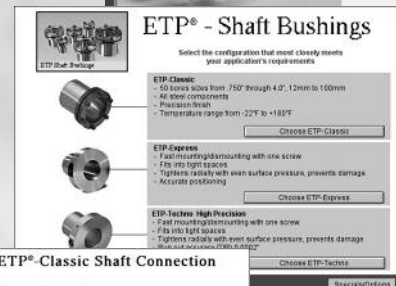 ETP® - Shaft Bushings
Select the configuration that most closely meets
your application's requirements
ETP Shaft Bushings
ETP-Classic
- 50 bores sizes from .750" through 4.0", 12mm to 100mm
- All steel components
- Precision finish
- Temperature range from -22°F to +180°F
Choose ETP-Classic
ETP-Express
- Fast mounting/dismounting with one screw
- Fits into tight spaces
- Tightens radially with even surface pressure, prevents damage
- Accurate positioning
Choose ETP-Express
ETP-Techno High Precision
- Fast mounting/dismounting with one screw
- Fits into tight spaces
- Tightens radially with even surface pressure, prevents damage
- Run out accuracy
Choose ETP-Techno
ETP®-Classic Shaft Connection
Specials/Options